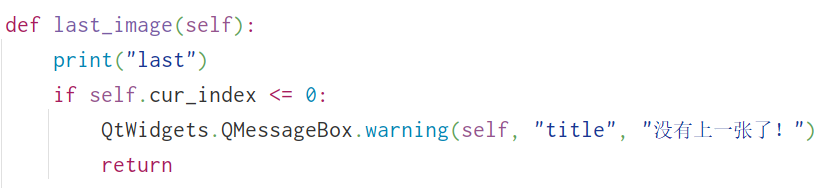 def last_image(self):
    print("last")
    if self.cur_index <= 0:
        QtWidgets.QMessageBox.warning(self, "title", "没有上一张了！")
        return